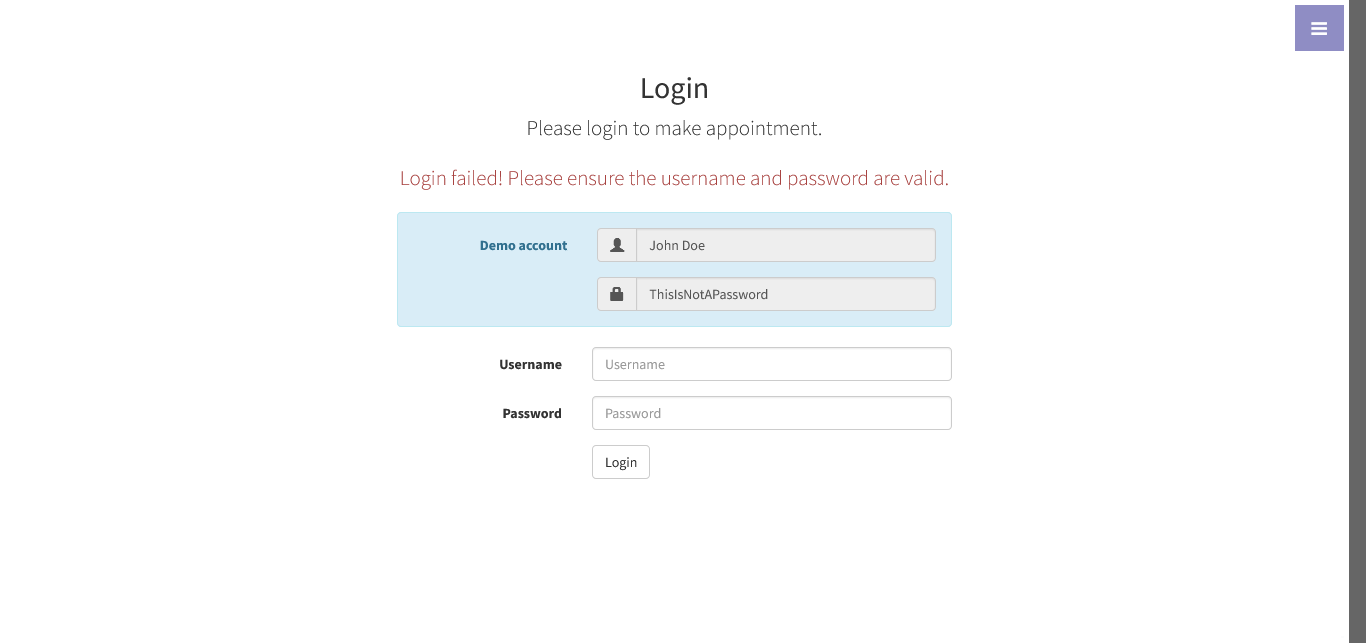 Login
Please login to make appointment.
Login failed! Please ensure the username and password are valid.
Demo account John Doe
ThisIsNotAPassword
Username Username
Password Password
Login